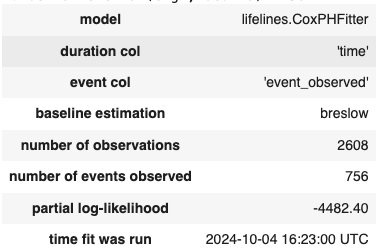 model lifelines.CoxPHFitter
duration col 'time'
event col 'event_observed'
baseline estimation breslow
number of observations 2608
number of events observed 756
partial log-likelihood -4482.40
time fit was run 2024-10-04 16:23:00 UTC